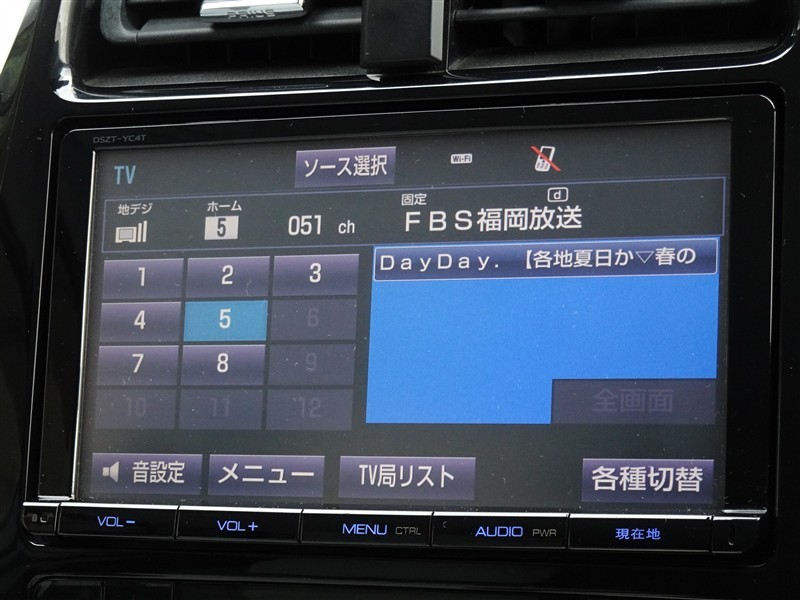 DSZT-YC4T
TV ソース選択 Wi-Fi
地デジ ホーム 固定 d
5 051 ch FBS福岡放送
DayDay. 【各地夏日か▽春の
1 2 3
4 5 6
7 8 9
10 11 12
全画面
音設定 メニュー TV局リスト 各種切替
VOL− VOL+ MENU CTRL AUDIO PWR 現在地